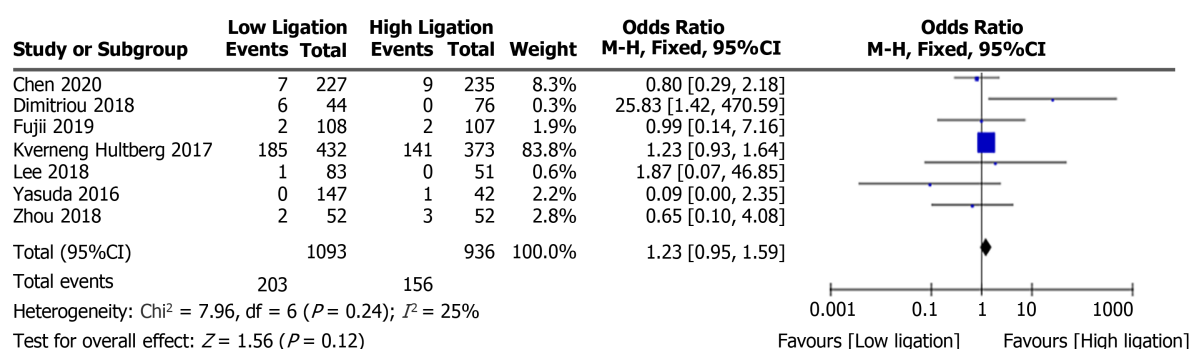 Low Ligation High Ligation Odds Ratio Odds Ratio
Study or Subgroup Events Total Events Total Weight M-H, Fixed, 95%CI M-H, Fixed, 95%CI
Chen 2020 7 227 9 235 8.3% 0.80 [0.29, 2.18]
Dimitriou 2018 6 44 0 76 0.3% 25.83 [1.42, 470.59]
Fujii 2019 2 108 2 107 1.9% 0.99 [0.14, 7.16]
Kverneng Hultberg 2017 185 432 141 373 83.8% 1.23 [0.93, 1.64]
Lee 2018 1 83 0 51 0.6% 1.87 [0.07, 46.85]
Yasuda 2016 0 147 1 42 2.2% 0.09 [0.00, 2.35]
Zhou 2018 2 52 3 52 2.8% 0.65 [0.10, 4.08]
Total (95%CI) 1093 936 100.0% 1.23 [0.95, 1.59]
Total events 203 156
Heterogeneity: Chi² = 7.96, df = 6 (P = 0.24); I² = 25%
Test for overall effect: Z = 1.56 (P = 0.12)
0.001 0.1 1 10 1000
Favours [Low ligation] Favours [High ligation]